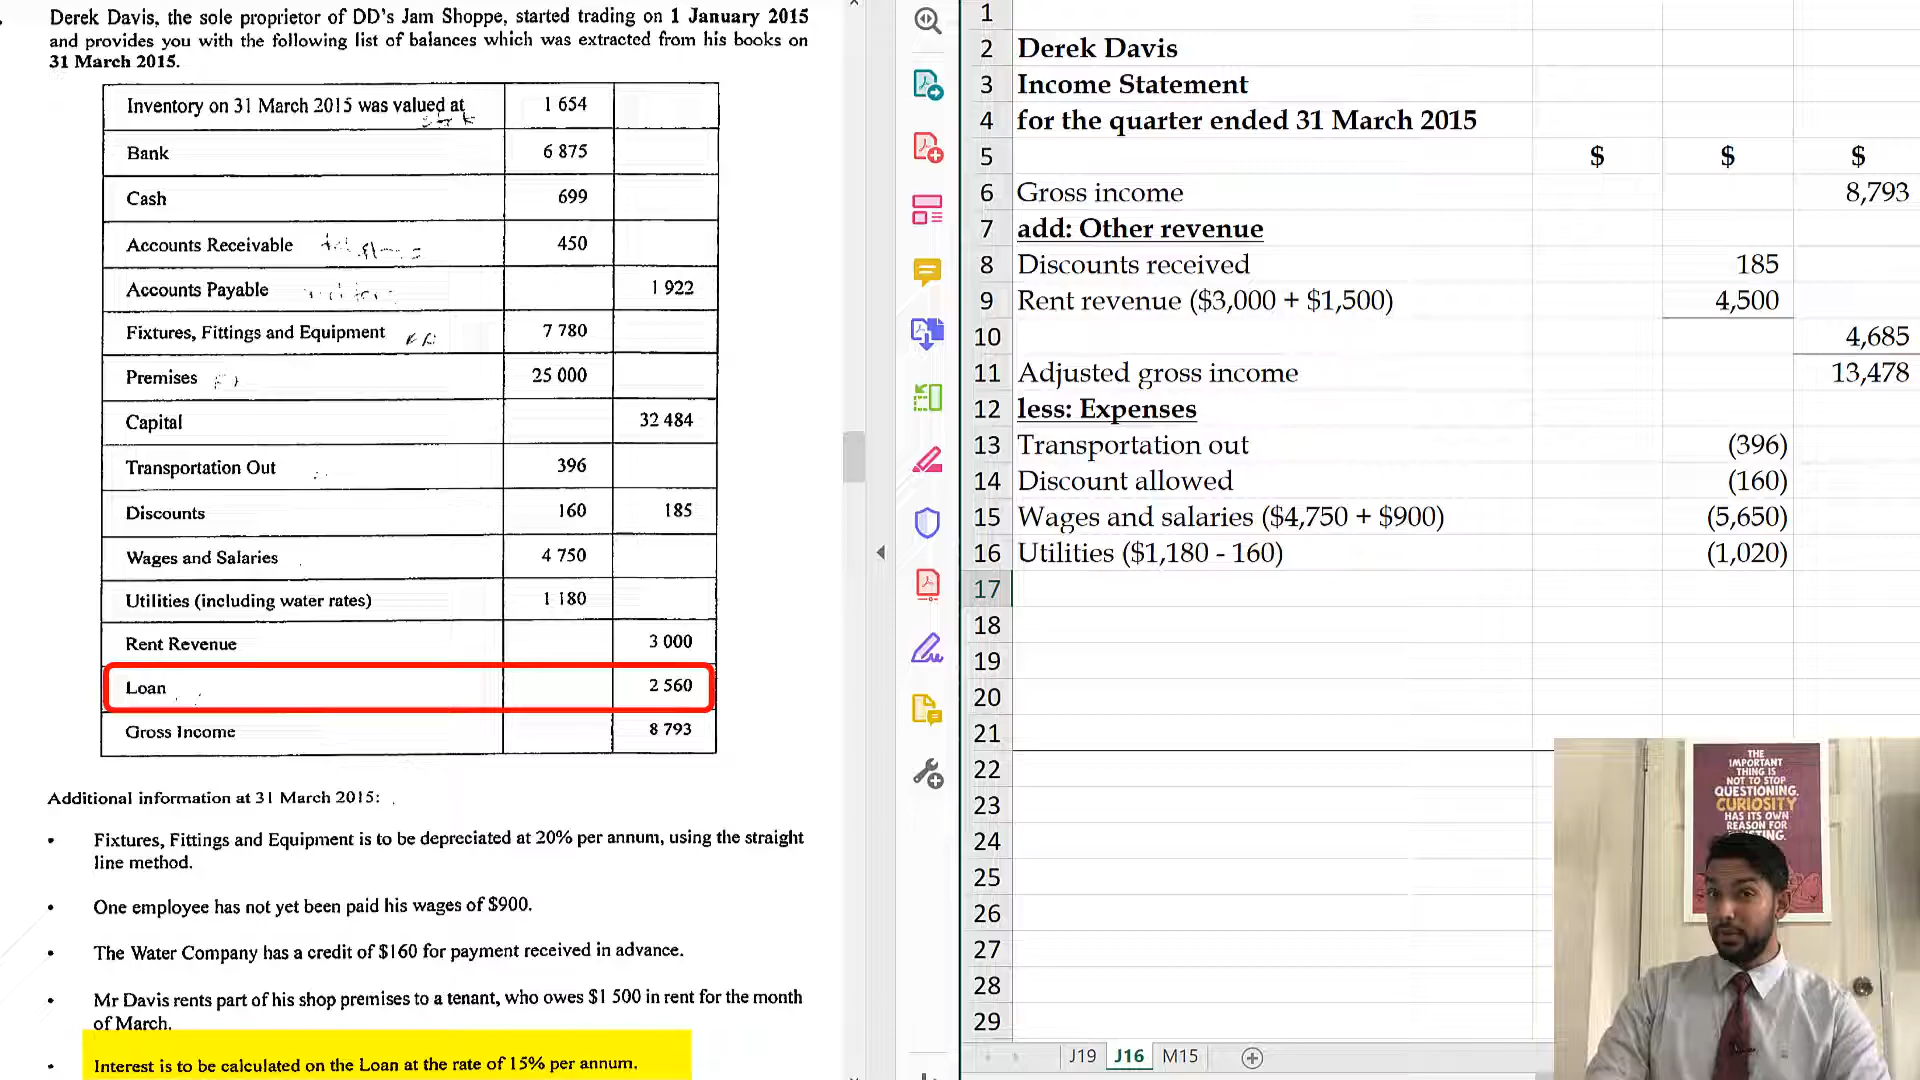 Derek Davis, the sole proprietor of DD's Jam Shoppe, started trading on 1 January 2015
and provides you with the following list of balances which was extracted from his books on
31 March 2015.
Inventory on 31 March 2015 was valued at 1 654
Bank 6 875
Cash 699
Accounts Receivable 450
Accounts Payable 1 922
Fixtures, Fittings and Equipment 7 780
Premises 25 000
Capital 32 484
Transportation Out 396
Discounts 160 185
Wages and Salaries 4 750
Utilities (including water rates) 1 180
Rent Revenue 3 000
Loan 2 560
Gross Income 8 793
Additional information at 31 March 2015:
• Fixtures, Fittings and Equipment is to be depreciated at 20% per annum, using the straight
line method.
• One employee has not yet been paid his wages of $900.
• The Water Company has a credit of $160 for payment received in advance.
• Mr Davis rents part of his shop premises to a tenant, who owes $1 500 in rent for the month
of March.
• Interest is to be calculated on the Loan at the rate of 15% per annum.
1
2 Derek Davis
3 Income Statement
4 for the quarter ended 31 March 2015
5 $ $ $
6 Gross income 8,793
7 add: Other revenue
8 Discounts received 185
9 Rent revenue ($3,000 + $1,500) 4,500
10 4,685
11 Adjusted gross income 13,478
12 less: Expenses
13 Transportation out (396)
14 Discount allowed (160)
15 Wages and salaries ($4,750 + $900) (5,650)
16 Utilities ($1,180 - 160) (1,020)
17
18
19
20
21
22
23
24
25
26
27
28
29
J19 J16 M15
THE
IMPORTANT
THING IS
NOT TO STOP
QUESTIONING.
CURIOSITY
HAS ITS OWN
REASON FOR